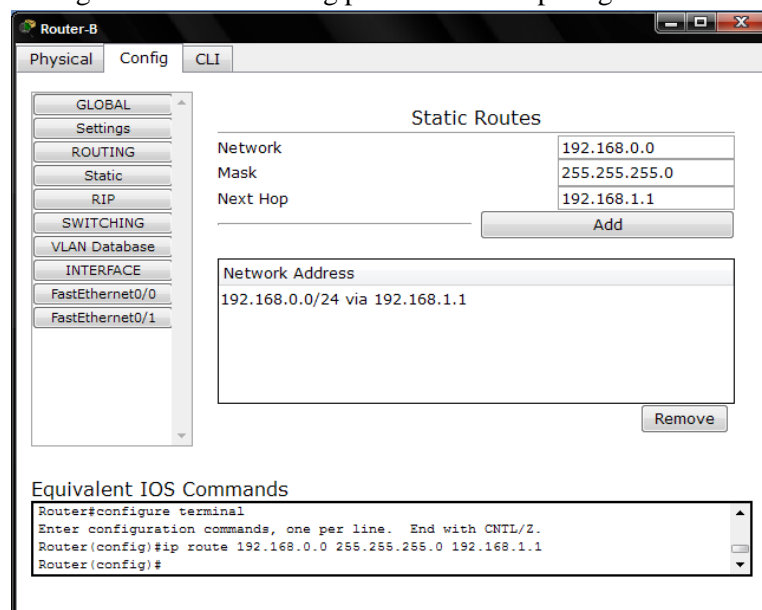 Router-B
Physical Config CLI
GLOBAL
Settings
ROUTING
Static
RIP
SWITCHING
VLAN Database
INTERFACE
FastEthernet0/0
FastEthernet0/1
Static Routes
Network 192.168.0.0
Mask 255.255.255.0
Next Hop 192.168.1.1
Add
Network Address
192.168.0.0/24 via 192.168.1.1
Remove
Equivalent IOS Commands
Router#configure terminal
Enter configuration commands, one per line. End with CNTL/Z.
Router(config)#ip route 192.168.0.0 255.255.255.0 192.168.1.1
Router(config)#